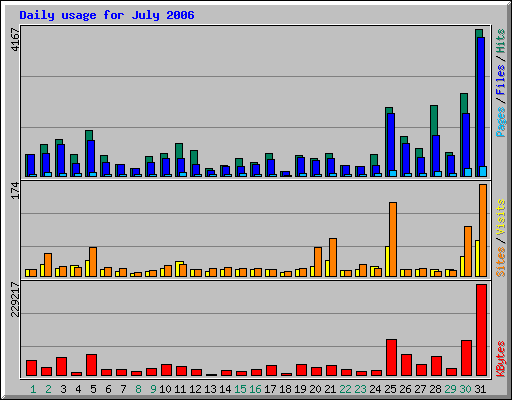 Daily usage for July 2006
4167
Pages / Files / Hits
174
Sites / Visits
229217
KBytes
1 2 3 4 5 6 7 8 9 10 11 12 13 14 15 16 17 18 19 20 21 22 23 24 25 26 27 28 29 30 31